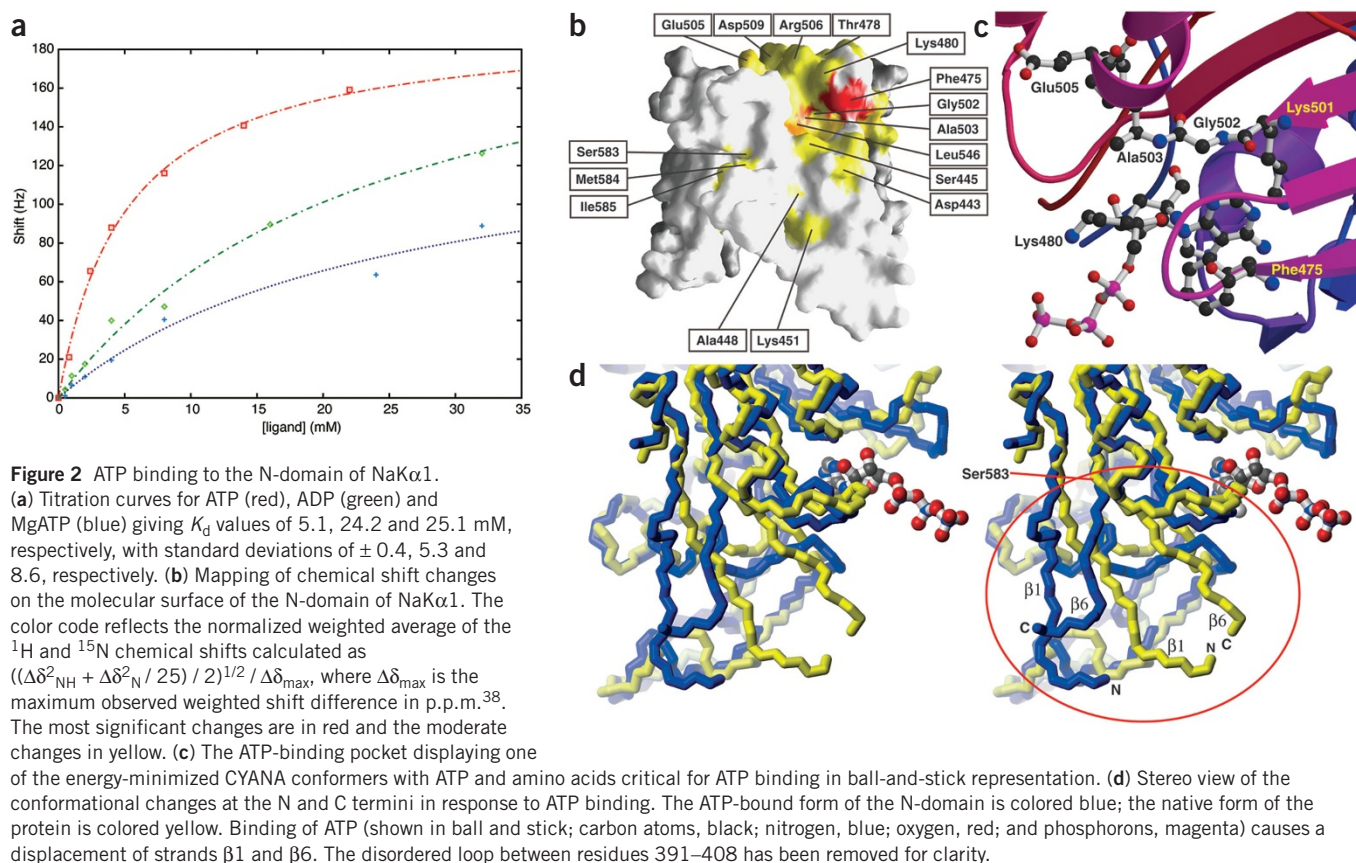 a
180
160
140
120
100
80
60
40
20
0
Shift (Hz)
0 5 10 15 20 25 30 35
[ligand] (mM)
b
Glu505 Asp509 Arg506 Thr478
Lys480
Phe475
Gly502
Ala503
Leu546
Ser445
Asp443
Ser583
Met584
Ile585
Ala448 Lys451
c
Glu505
Gly502
Lys501
Ala503
Lys480
Phe475
d
Ser583
β1
β6
β6
C
β1
N C
N
Figure 2 ATP binding to the N-domain of NaKα1.
(a) Titration curves for ATP (red), ADP (green) and
MgATP (blue) giving Kd values of 5.1, 24.2 and 25.1 mM,
respectively, with standard deviations of ± 0.4, 5.3 and
8.6, respectively. (b) Mapping of chemical shift changes
on the molecular surface of the N-domain of NaKα1. The
color code reflects the normalized weighted average of the
¹H and ¹⁵N chemical shifts calculated as
((Δδ²NH + Δδ²N / 25) / 2)¹/² / Δδmax, where Δδmax is the
maximum observed weighted shift difference in p.p.m.³⁸.
The most significant changes are in red and the moderate
changes in yellow. (c) The ATP-binding pocket displaying one
of the energy-minimized CYANA conformers with ATP and amino acids critical for ATP binding in ball-and-stick representation. (d) Stereo view of the
conformational changes at the N and C termini in response to ATP binding. The ATP-bound form of the N-domain is colored blue; the native form of the
protein is colored yellow. Binding of ATP (shown in ball and stick; carbon atoms, black; nitrogen, blue; oxygen, red; and phosphorons, magenta) causes a
displacement of strands β1 and β6. The disordered loop between residues 391–408 has been removed for clarity.